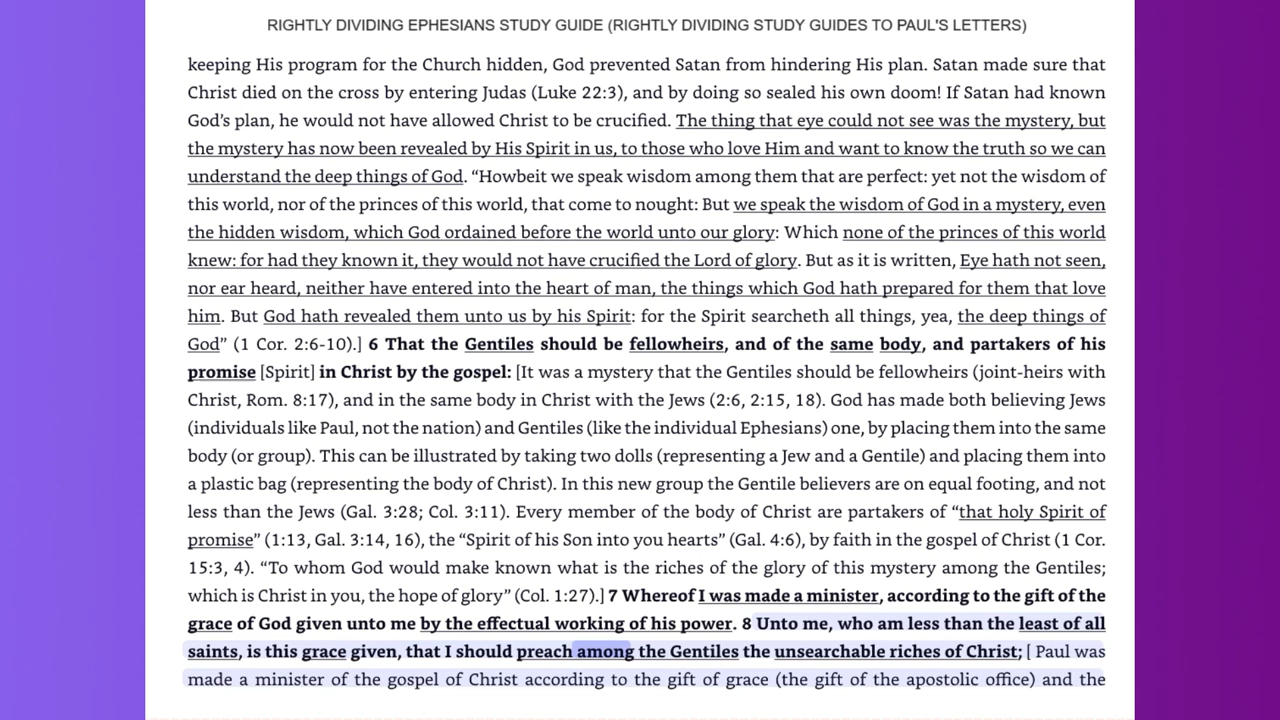 RIGHTLY DIVIDING EPHESIANS STUDY GUIDE (RIGHTLY DIVIDING STUDY GUIDES TO PAUL'S LETTERS)
keeping His program for the Church hidden, God prevented Satan from hindering His plan. Satan made sure that
Christ died on the cross by entering Judas (Luke 22:3), and by doing so sealed his own doom! If Satan had known
God's plan, he would not have allowed Christ to be crucified. The thing that eye could not see was the mystery, but
the mystery has now been revealed by His Spirit in us, to those who love Him and want to know the truth so we can
understand the deep things of God. “Howbeit we speak wisdom among them that are perfect: yet not the wisdom of
this world, nor of the princes of this world, that come to nought: But we speak the wisdom of God in a mystery, even
the hidden wisdom, which God ordained before the world unto our glory: Which none of the princes of this world
knew: for had they known it, they would not have crucified the Lord of glory. But as it is written, Eye hath not seen,
nor ear heard, neither have entered into the heart of man, the things which God hath prepared for them that love
him. But God hath revealed them unto us by his Spirit: for the Spirit searcheth all things, yea, the deep things of
God” (1 Cor. 2:6-10).] 6 That the Gentiles should be fellowheirs, and of the same body, and partakers of his
promise [Spirit] in Christ by the gospel: [It was a mystery that the Gentiles should be fellowheirs (joint-heirs with
Christ, Rom. 8:17), and in the same body in Christ with the Jews (2:6, 2:15, 18). God has made both believing Jews
(individuals like Paul, not the nation) and Gentiles (like the individual Ephesians) one, by placing them into the same
body (or group). This can be illustrated by taking two dolls (representing a Jew and a Gentile) and placing them into
a plastic bag (representing the body of Christ). In this new group the Gentile believers are on equal footing, and not
less than the Jews (Gal. 3:28; Col. 3:11). Every member of the body of Christ are partakers of “that holy Spirit of
promise” (1:13, Gal. 3:14, 16), the “Spirit of his Son into you hearts” (Gal. 4:6), by faith in the gospel of Christ (1 Cor.
15:3, 4). “To whom God would make known what is the riches of the glory of this mystery among the Gentiles;
which is Christ in you, the hope of glory” (Col. 1:27).] 7 Whereof I was made a minister, according to the gift of the
grace of God given unto me by the effectual working of his power. 8 Unto me, who am less than the least of all
saints, is this grace given, that I should preach among the Gentiles the unsearchable riches of Christ; [ Paul was
made a minister of the gospel of Christ according to the gift of grace (the gift of the apostolic office) and the